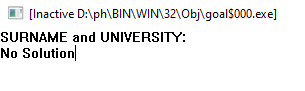 [Inactive D:\ph\BIN\WIN\32\Obj\goal$000.exe]
SURNAME and UNIVERSITY:
No Solution